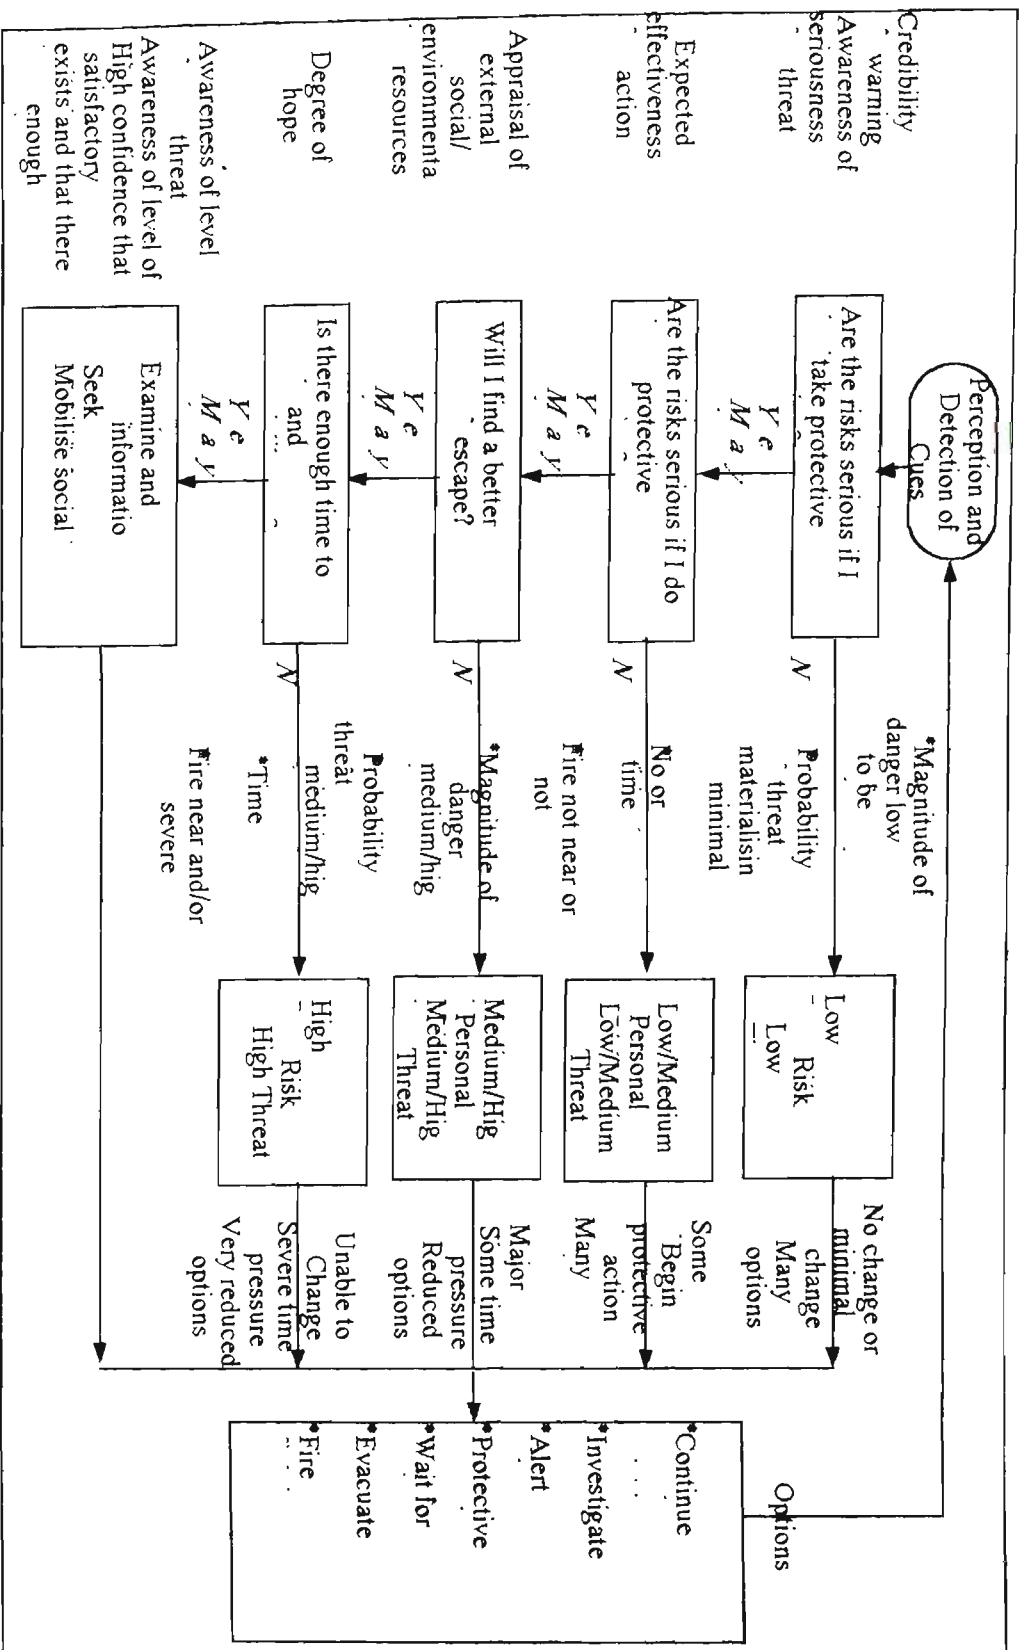 Credibility
warning
Awareness of
seriousness
threat
Expected
effectiveness
action
Appraisal of
external
social/
environmenta
resources
Degree of
hope
Awareness of level
threat
Awareness of level of
High confidence that
satisfactory
exists and that there
enough
Perception and
Detection of
Cues
Are the risks serious if I
take protective
Ye
May
Are the risks serious if I do
protective
Ye
May
Will I find a better
escape?
Ye
May
Is there enough time to
and
Ye
May
Examine and
informatio
Seek
Mobilise social
N
*Magnitude of
danger low
to be
Probability
threat
materialisin
minimal
N
No or
time
Fire not near or
not
N
*Magnitude of
danger
medium/hig
Probability
threat
medium/hig
N
*Time
Fire near and/or
severe
Low
Risk
Low
Low/Medium
Personal
Low/Medium
Threat
Medium/Hig
Personal
Medium/Hig
Threat
High
Risk
High Threat
No change or
minimal
change
Many
options
Some
Begin
protective
action
Many
Major
Some time
pressure
Reduced
options
Unable to
Change
Severe time
pressure
Very reduced
options
Options
*Continue
*Investigate
*Alert
*Protective
*Wait for
*Evacuate
*Fire